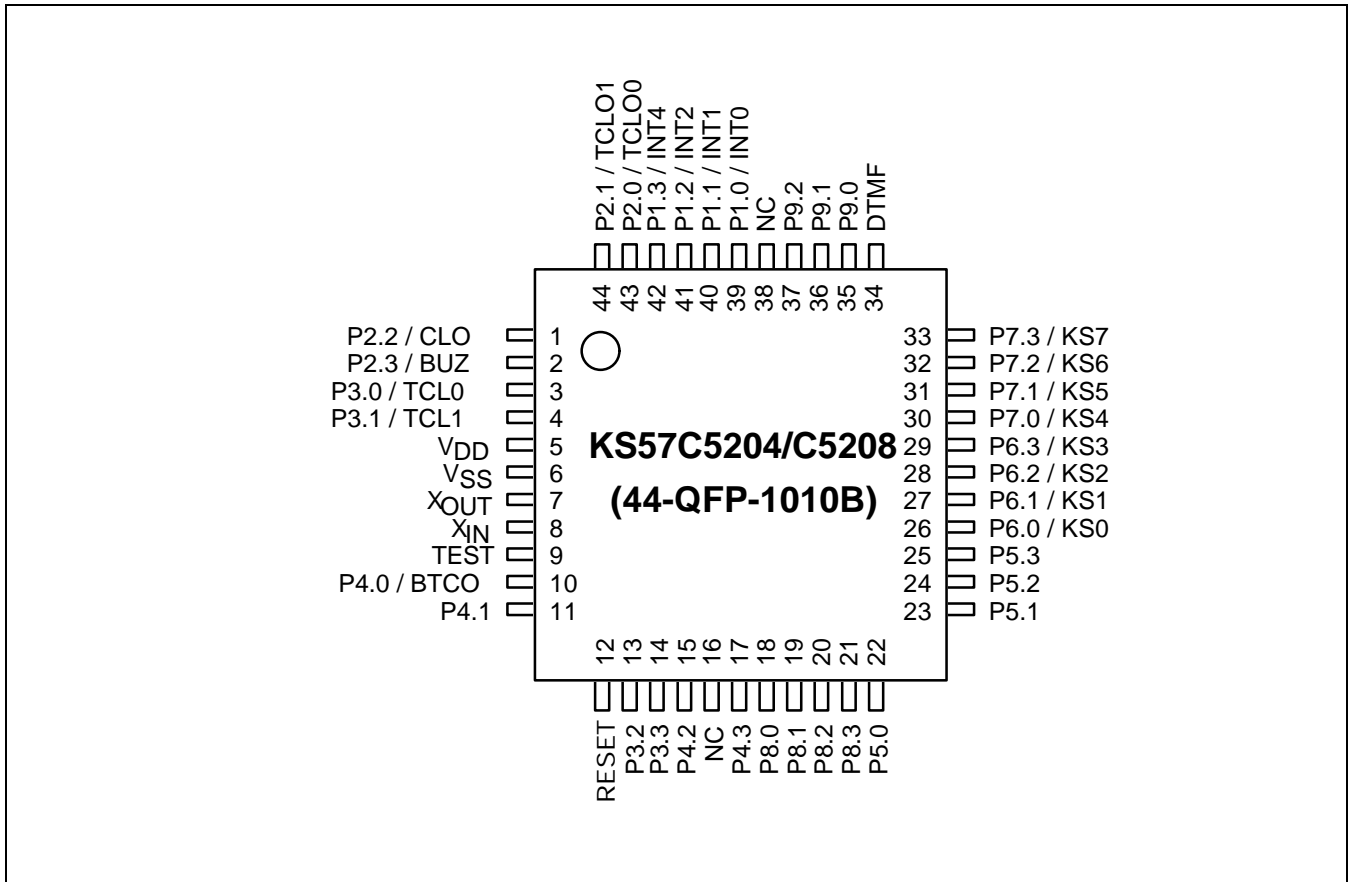 P2.1 / TCLO1
P2.0 / TCLO0
P1.3 / INT4
P1.2 / INT2
P1.1 / INT1
P1.0 / INT0
NC
P9.2
P9.1
P9.0
DTMF
44
43
42
41
40
39
38
37
36
35
34
P2.2 / CLO 1
P2.3 / BUZ 2
P3.0 / TCL0 3
P3.1 / TCL1 4
VDD 5
VSS 6
XOUT 7
XIN 8
TEST 9
P4.0 / BTCO 10
P4.1 11
KS57C5204/C5208
(44-QFP-1010B)
33 P7.3 / KS7
32 P7.2 / KS6
31 P7.1 / KS5
30 P7.0 / KS4
29 P6.3 / KS3
28 P6.2 / KS2
27 P6.1 / KS1
26 P6.0 / KS0
25 P5.3
24 P5.2
23 P5.1
12
13
14
15
16
17
18
19
20
21
22
RESET
P3.2
P3.3
P4.2
NC
P4.3
P8.0
P8.1
P8.2
P8.3
P5.0